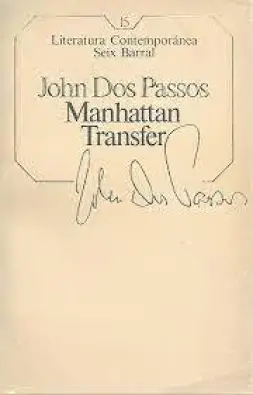 15
Literatura Contemporánea
Seix Barral
John Dos Passos
Manhattan
Transfer
John Dos Passos